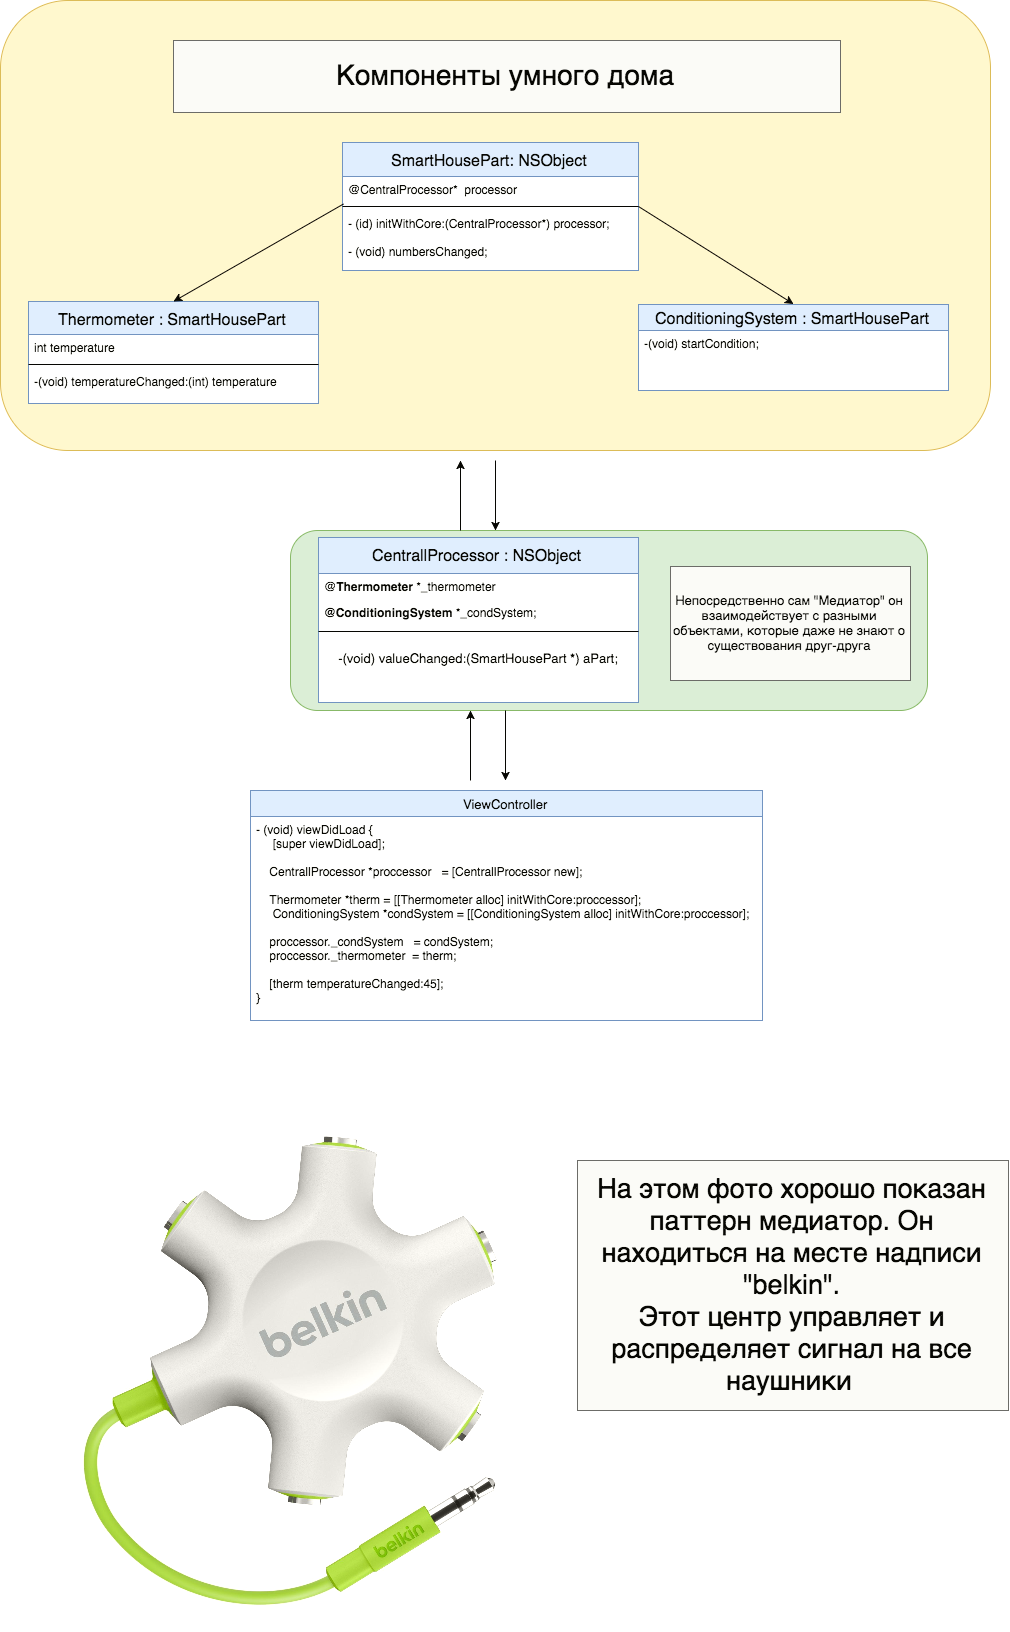 Компоненты умного дома
SmartHousePart: NSObject
@CentralProcessor* processor
- (id) initWithCore:(CentralProcessor*) processor;
- (void) numbersChanged;
Thermometer : SmartHousePart
int temperature
-(void) temperatureChanged:(int) temperature
ConditioningSystem : SmartHousePart
-(void) startCondition;
CentrallProcessor : NSObject
@Thermometer *_thermometer
@ConditioningSystem *_condSystem;
-(void) valueChanged:(SmartHousePart *) aPart;
Непосредственно сам "Медиатор" он
взаимодействует с разными
объектами, которые даже не знают о
существования друг-друга
ViewController
- (void) viewDidLoad {
[super viewDidLoad];
CentrallProcessor *proccessor = [CentrallProcessor new];
Thermometer *therm = [[Thermometer alloc] initWithCore:proccessor];
ConditioningSystem *condSystem = [[ConditioningSystem alloc] initWithCore:proccessor];
proccessor._condSystem = condSystem;
proccessor._thermometer = therm;
[therm temperatureChanged:45];
}
belkin
belkin
На этом фото хорошо показан
паттерн медиатор. Он
находиться на месте надписи
"belkin".
Этот центр управляет и
распределяет сигнал на все
наушники